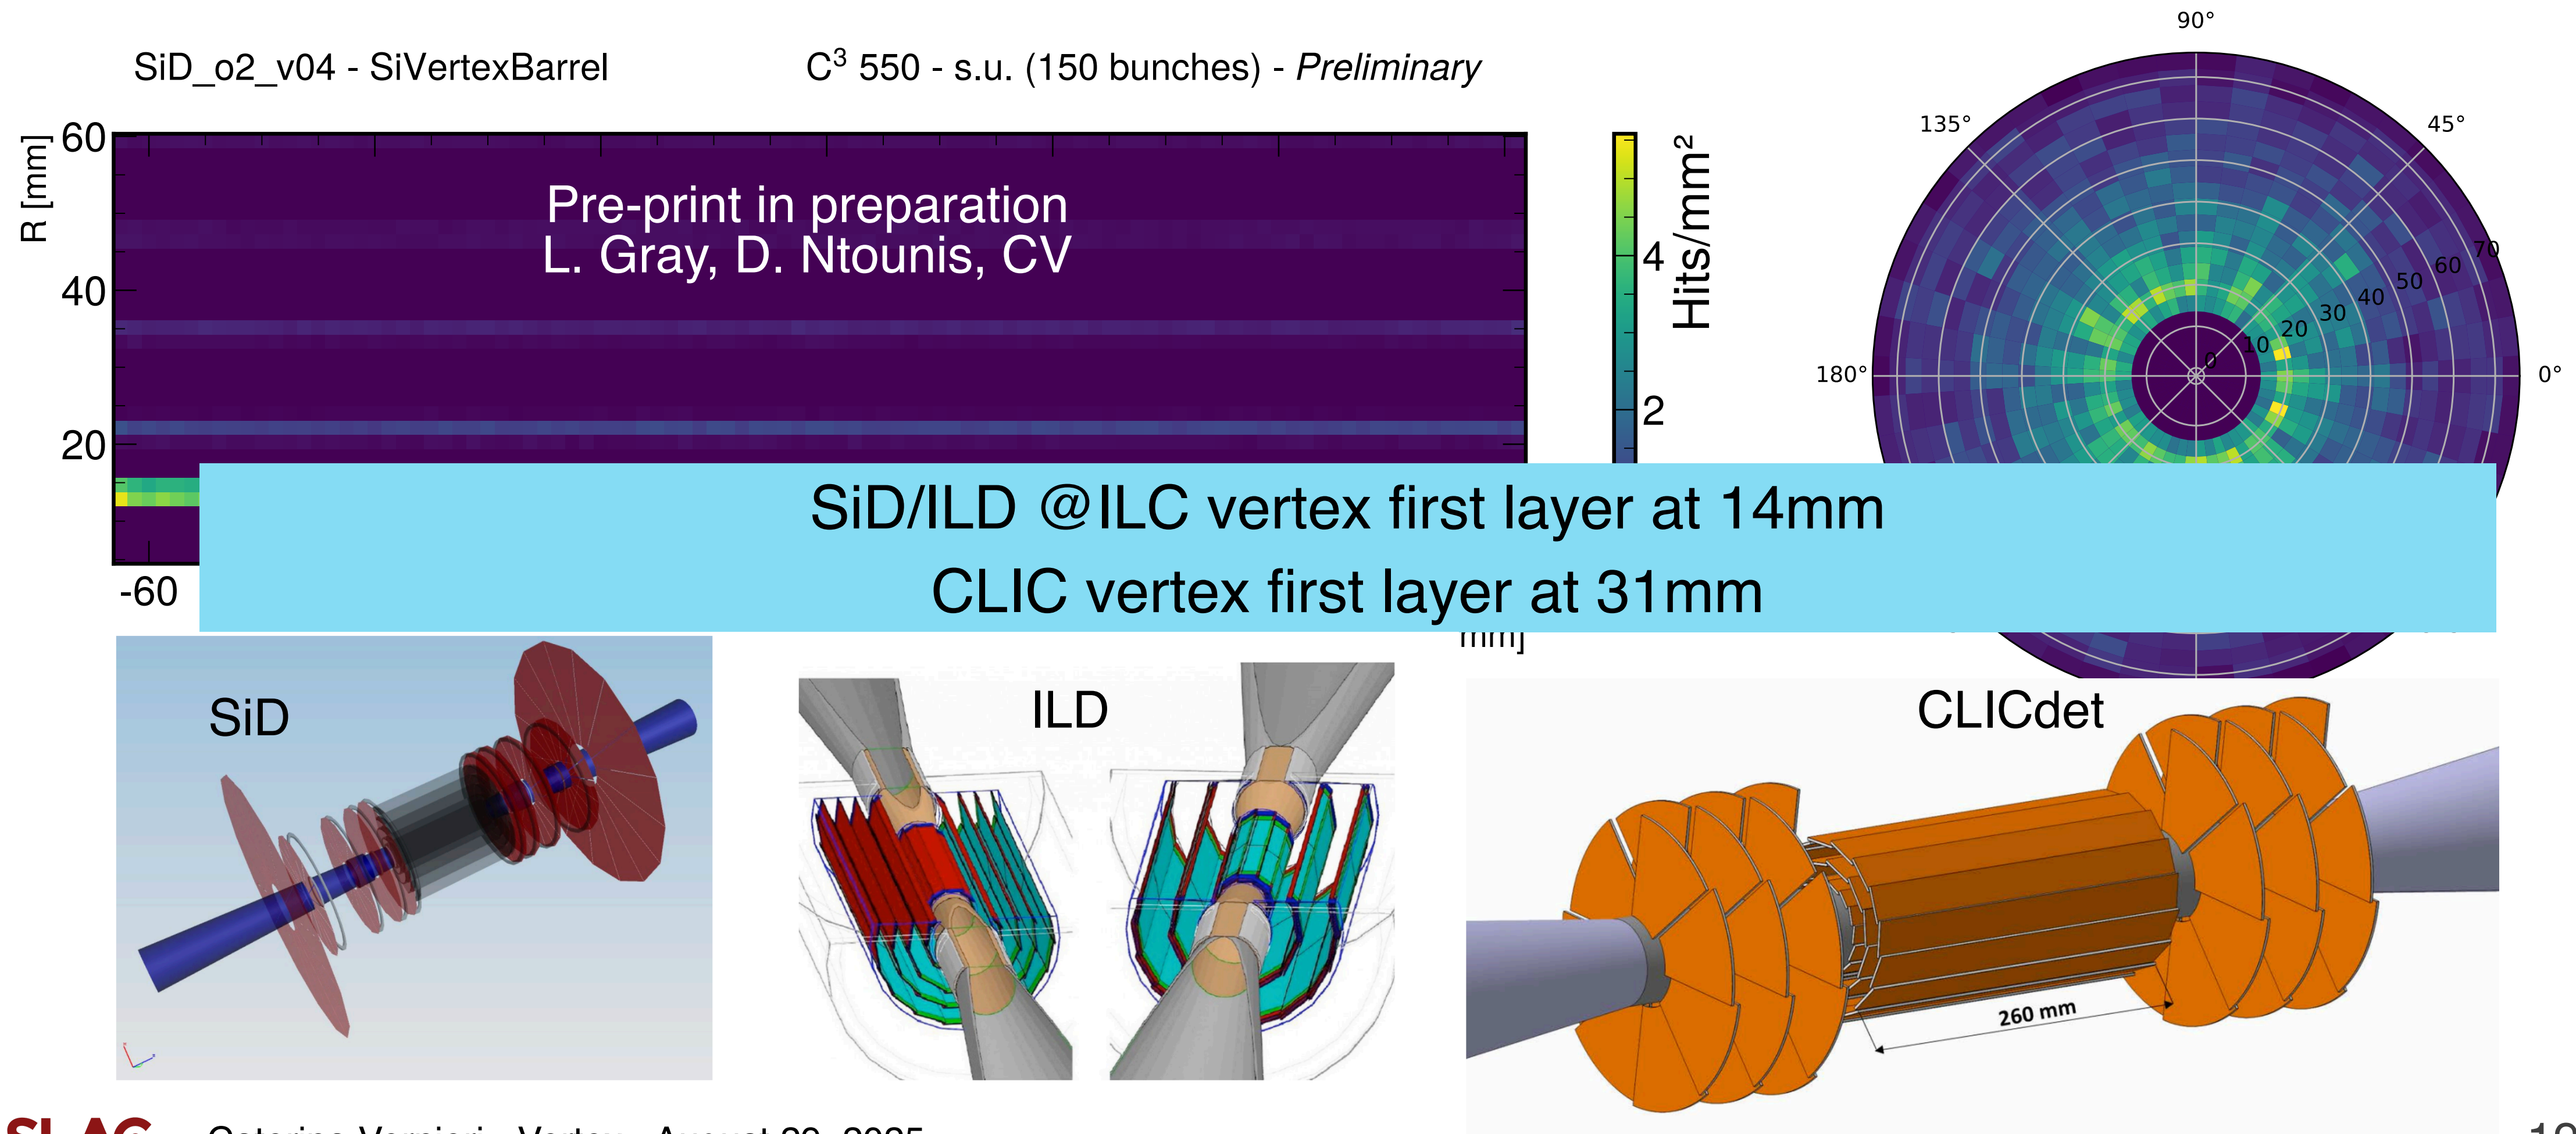 SiD_o2_v04 - SiVertexBarrel
C³ 550 - s.u. (150 bunches) - Preliminary
R [mm]
60
40
20
-60
Pre-print in preparation
L. Gray, D. Ntounis, CV
4
2
Hits/mm²
90°
135°
45°
180°
0°
0
10
20
30
40
50
60
70
SiD/ILD @ILC vertex first layer at 14mm
CLIC vertex first layer at 31mm
mm]
SiD
ILD
CLICdet
260 mm
SLAC